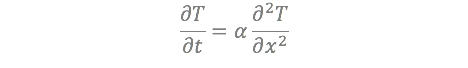 ∂T/∂t = α ∂²T/∂x²